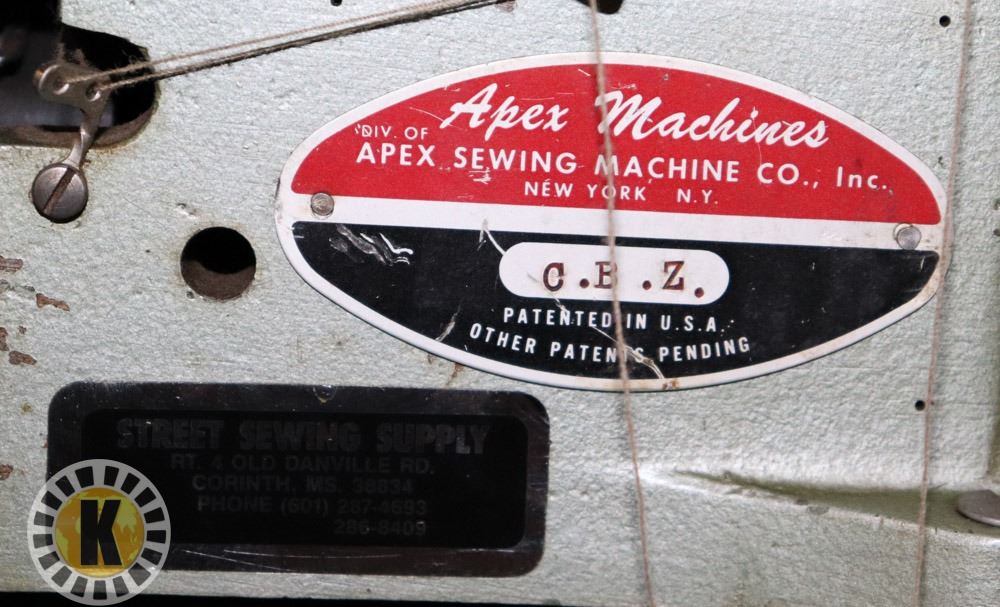 Apex Machines
DIV. OF
APEX SEWING MACHINE CO., Inc.
NEW YORK N.Y.
C.B.Z.
PATENTED IN U.S.A.
OTHER PATENTS PENDING
STREET SEWING SUPPLY
RT. 4 OLD DANVILLE RD.
CORINTH, MS. 38834
PHONE (601) 287-4693
286-8409
K